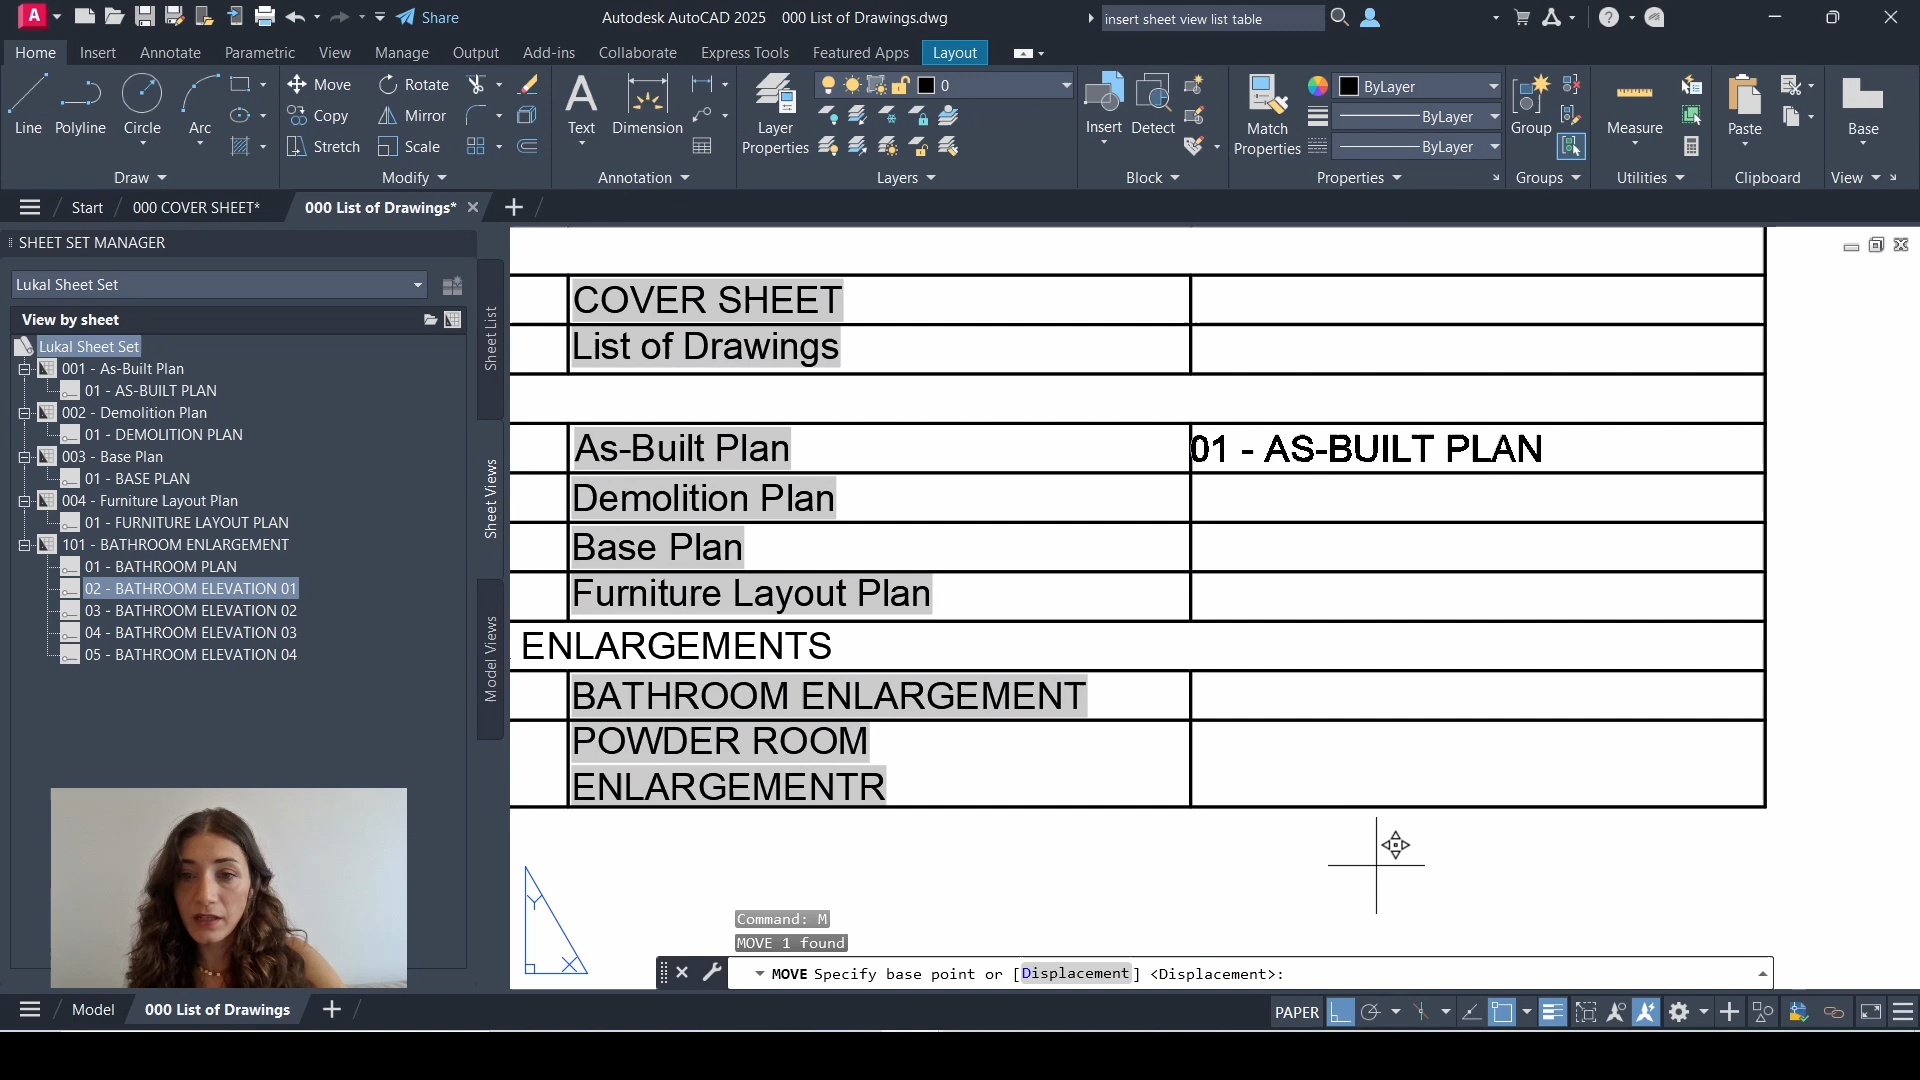 A
Share
Autodesk AutoCAD 2025 000 List of Drawings.dwg
insert sheet view list table
Home Insert Annotate Parametric View Manage Output Add-ins Collaborate Express Tools Featured Apps Layout
Line Polyline Circle Arc
Move Rotate
Copy Mirror
Stretch Scale
Text Dimension
Layer
Properties
0
Insert Detect
Match
Properties
ByLayer
ByLayer
ByLayer
Group Measure Paste Base
Draw Modify Annotation Layers Block Properties Groups Utilities Clipboard View
Start 000 COVER SHEET* 000 List of Drawings*
SHEET SET MANAGER
Lukal Sheet Set
View by sheet
Lukal Sheet Set
001 - As-Built Plan
01 - AS-BUILT PLAN
002 - Demolition Plan
01 - DEMOLITION PLAN
003 - Base Plan
01 - BASE PLAN
004 - Furniture Layout Plan
01 - FURNITURE LAYOUT PLAN
101 - BATHROOM ENLARGEMENT
01 - BATHROOM PLAN
02 - BATHROOM ELEVATION 01
03 - BATHROOM ELEVATION 02
04 - BATHROOM ELEVATION 03
05 - BATHROOM ELEVATION 04
Sheet List
Sheet Views
Model Views
COVER SHEET
List of Drawings
As-Built Plan 01 - AS-BUILT PLAN
Demolition Plan
Base Plan
Furniture Layout Plan
ENLARGEMENTS
BATHROOM ENLARGEMENT
POWDER ROOM
ENLARGEMENTR
Y
X
Command: M
MOVE 1 found
MOVE Specify base point or [Displacement] <Displacement>:
Model 000 List of Drawings
PAPER